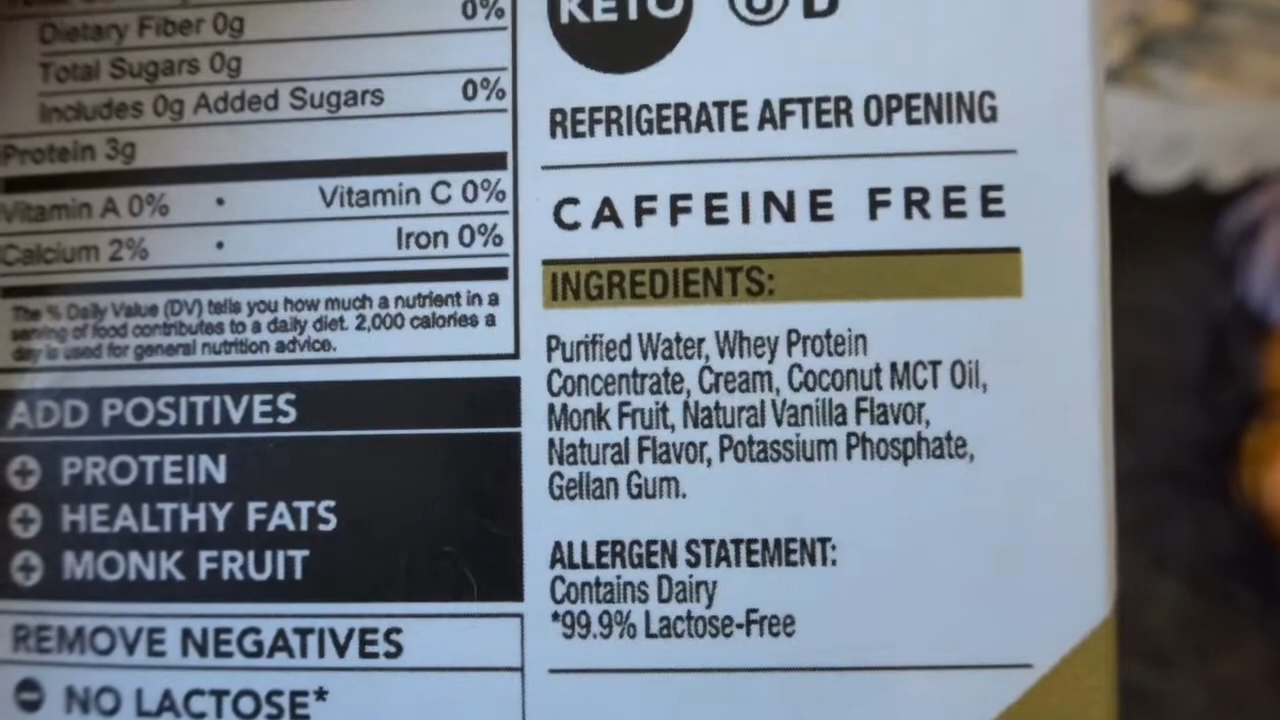 0%
Dietary Fiber 0g
Total Sugars 0g
Includes 0g Added Sugars 0%
Protein 3g
Vitamin A 0% • Vitamin C 0%
Calcium 2% • Iron 0%
The % Daily Value (DV) tells you how much a nutrient in a
serving of food contributes to a daily diet. 2,000 calories a
day is used for general nutrition advice.
ADD POSITIVES
PROTEIN
HEALTHY FATS
MONK FRUIT
REMOVE NEGATIVES
NO LACTOSE*
KETO
U D
REFRIGERATE AFTER OPENING
CAFFEINE FREE
INGREDIENTS:
Purified Water, Whey Protein
Concentrate, Cream, Coconut MCT Oil,
Monk Fruit, Natural Vanilla Flavor,
Natural Flavor, Potassium Phosphate,
Gellan Gum.
ALLERGEN STATEMENT:
Contains Dairy
*99.9% Lactose-Free